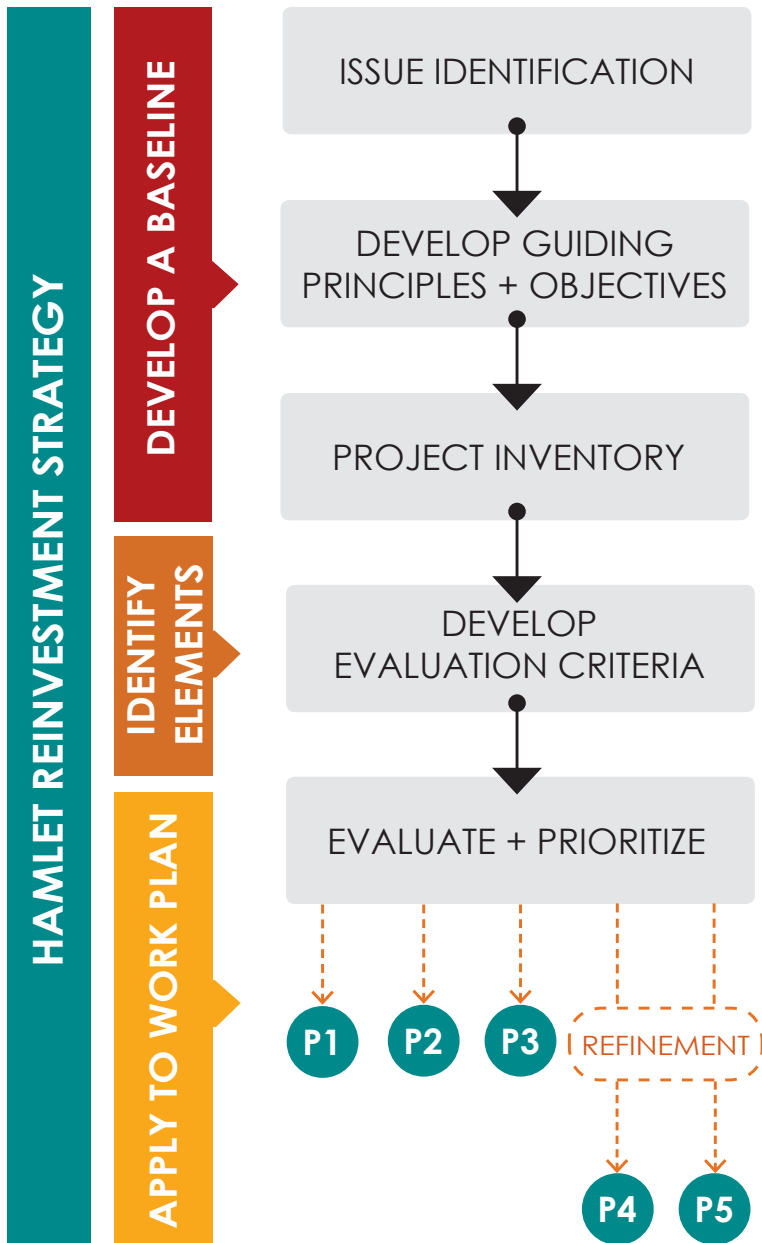 HAMLET REINVESTMENT STRATEGY
DEVELOP A BASELINE
ISSUE IDENTIFICATION
DEVELOP GUIDING
PRINCIPLES + OBJECTIVES
PROJECT INVENTORY
IDENTIFY
ELEMENTS
DEVELOP
EVALUATION CRITERIA
APPLY TO WORK PLAN
EVALUATE + PRIORITIZE
P1
P2
P3
REFINEMENT
P4
P5